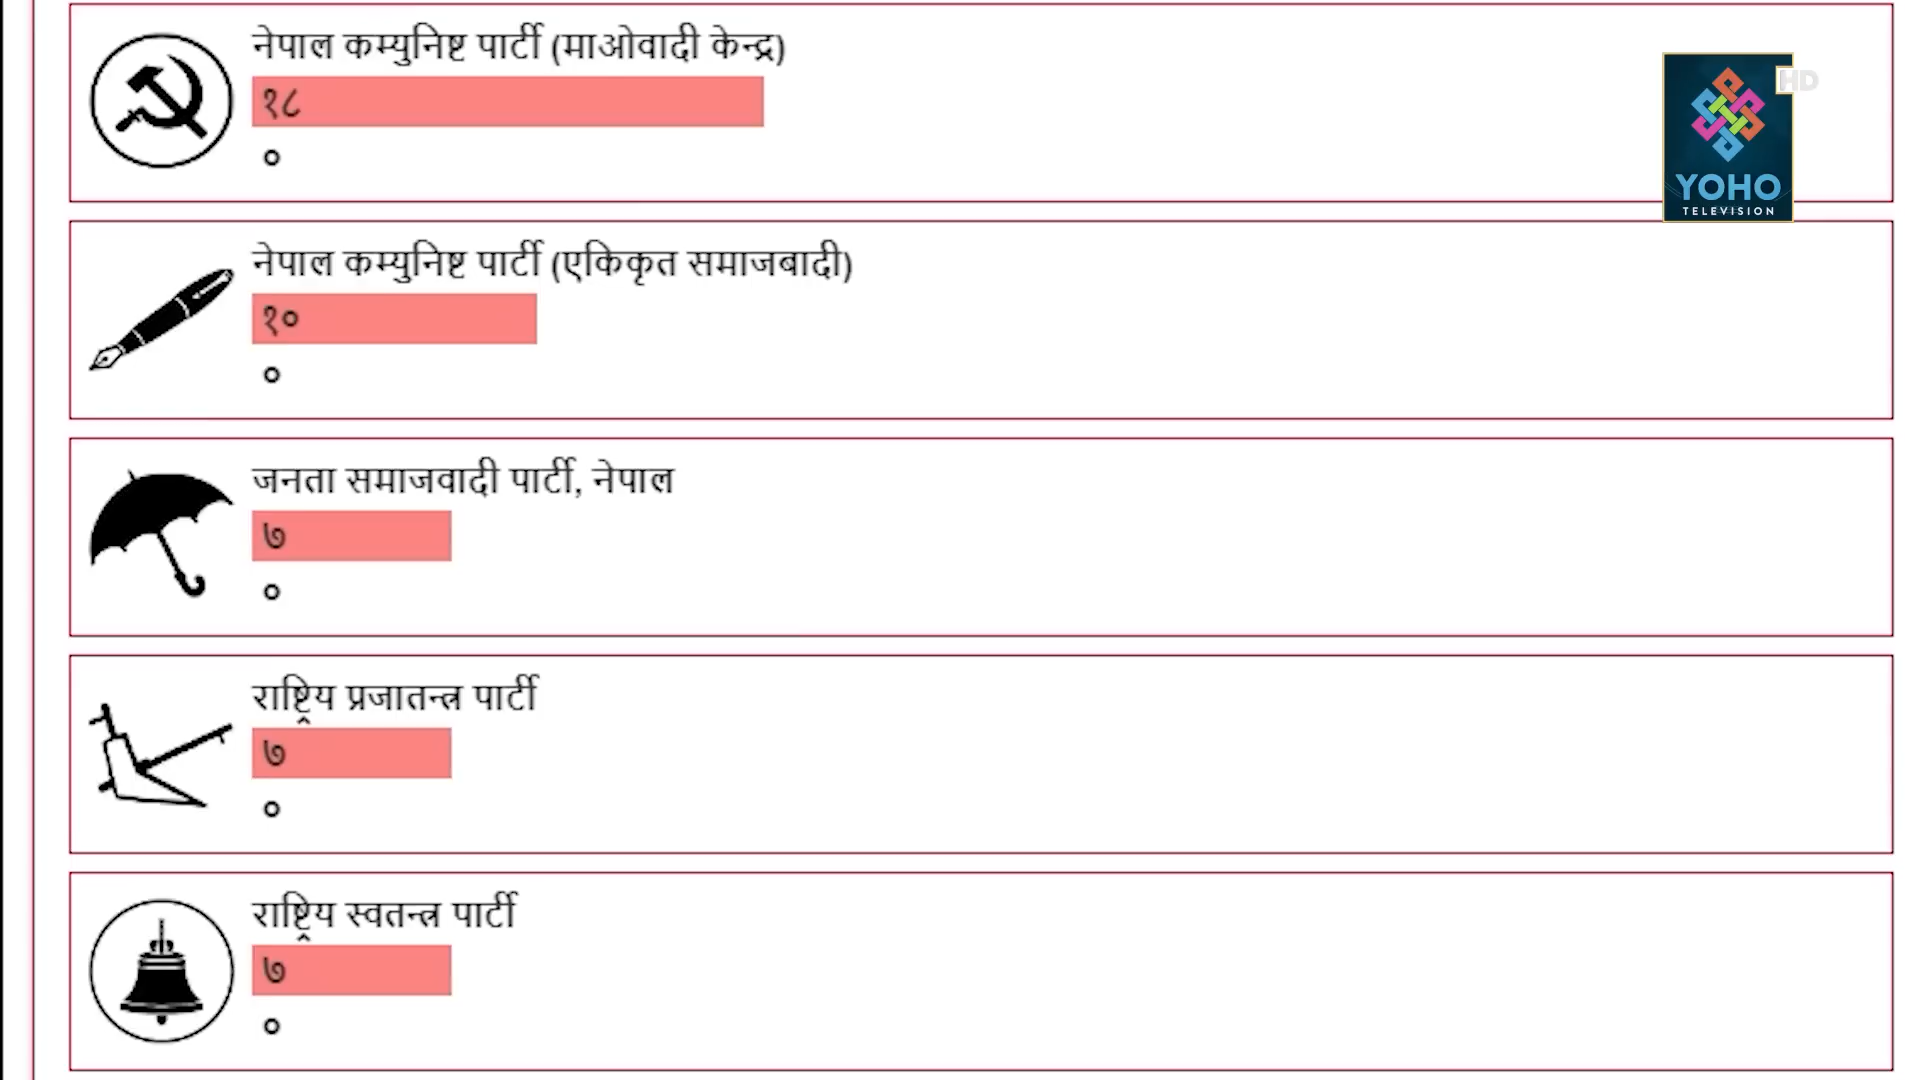 नेपाल कम्युनिष्ट पार्टी (माओवादी केन्द्र)
१८
०
HD
YOHO
TELEVISION
नेपाल कम्युनिष्ट पार्टी (एकिकृत समाजबादी)
१०
०
जनता समाजवादी पार्टी, नेपाल
७
०
राष्ट्रिय प्रजातन्त्र पार्टी
७
०
राष्ट्रिय स्वतन्त्र पार्टी
७
०